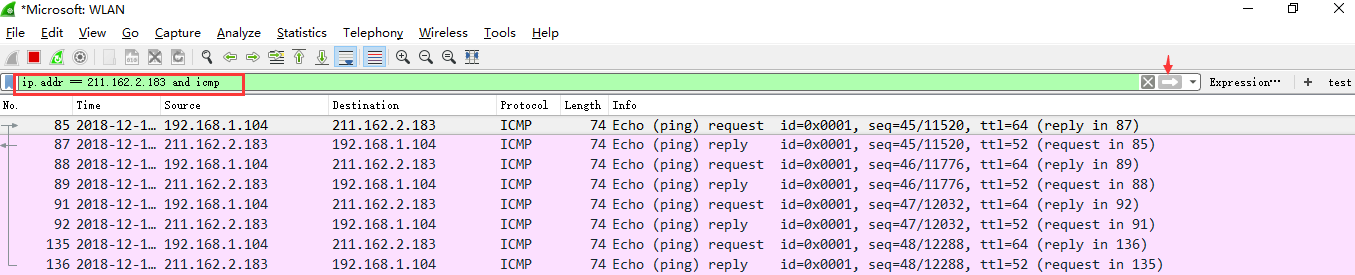 *Microsoft: WLAN
File Edit View Go Capture Analyze Statistics Telephony Wireless Tools Help
ip.addr == 211.162.2.183 and icmp Expression… + test
No. Time Source Destination Protocol Length Info
85 2018-12-1… 192.168.1.104 211.162.2.183 ICMP 74 Echo (ping) request id=0x0001, seq=45/11520, ttl=64 (reply in 87)
87 2018-12-1… 211.162.2.183 192.168.1.104 ICMP 74 Echo (ping) reply id=0x0001, seq=45/11520, ttl=52 (request in 85)
88 2018-12-1… 192.168.1.104 211.162.2.183 ICMP 74 Echo (ping) request id=0x0001, seq=46/11776, ttl=64 (reply in 89)
89 2018-12-1… 211.162.2.183 192.168.1.104 ICMP 74 Echo (ping) reply id=0x0001, seq=46/11776, ttl=52 (request in 88)
91 2018-12-1… 192.168.1.104 211.162.2.183 ICMP 74 Echo (ping) request id=0x0001, seq=47/12032, ttl=64 (reply in 92)
92 2018-12-1… 211.162.2.183 192.168.1.104 ICMP 74 Echo (ping) reply id=0x0001, seq=47/12032, ttl=52 (request in 91)
135 2018-12-1… 192.168.1.104 211.162.2.183 ICMP 74 Echo (ping) request id=0x0001, seq=48/12288, ttl=64 (reply in 136)
136 2018-12-1… 211.162.2.183 192.168.1.104 ICMP 74 Echo (ping) reply id=0x0001, seq=48/12288, ttl=52 (request in 135)